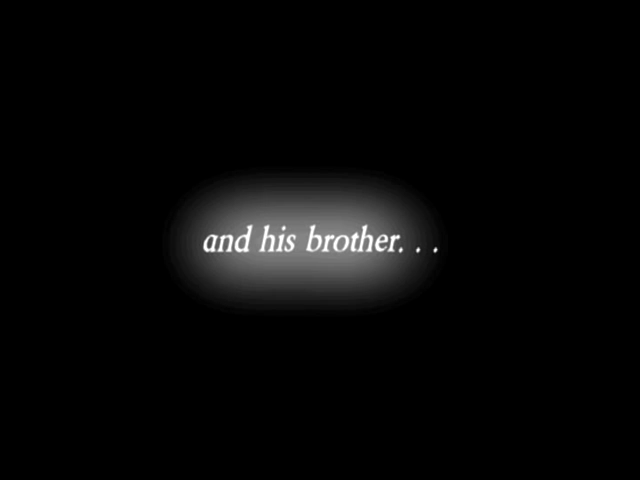 and his brother. . .